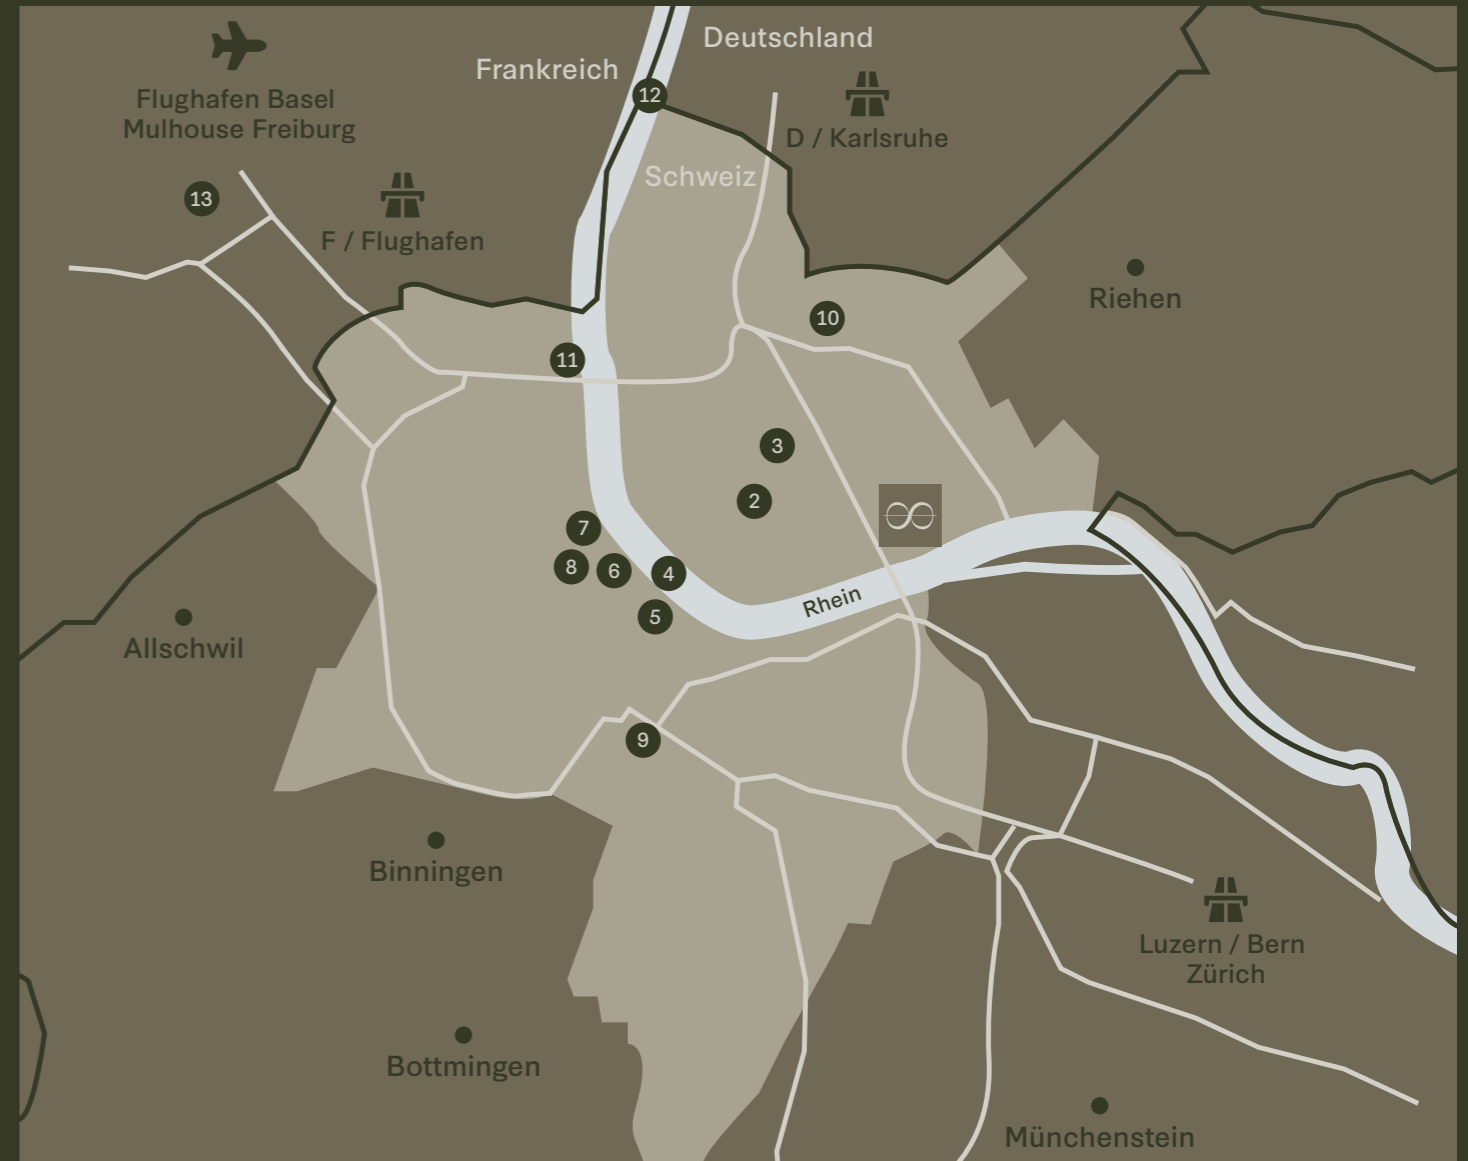 Deutschland
Frankreich
12
Flughafen Basel
Mulhouse Freiburg
D / Karlsruhe
Schweiz
13
F / Flughafen
Riehen
10
11
3
2
7
8
6
4
5
Rhein
Allschwil
9
Binningen
Luzern / Bern
Zürich
Bottmingen
Münchenstein